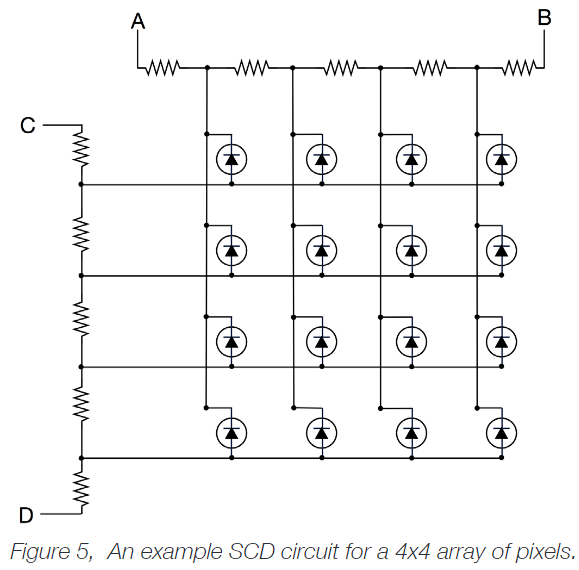 A
B
C
D
Figure 5, An example SCD circuit for a 4x4 array of pixels.